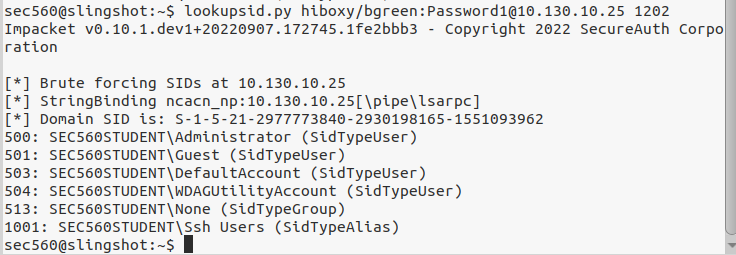 sec560@slingshot:~$ lookupsid.py hiboxy/bgreen:Password1@10.130.10.25 1202
Impacket v0.10.1.dev1+20220907.172745.1fe2bbb3 - Copyright 2022 SecureAuth Corpo
ration
[*] Brute forcing SIDs at 10.130.10.25
[*] StringBinding ncacn_np:10.130.10.25[\pipe\lsarpc]
[*] Domain SID is: S-1-5-21-2977773840-2930198165-1551093962
500: SEC560STUDENT\Administrator (SidTypeUser)
501: SEC560STUDENT\Guest (SidTypeUser)
503: SEC560STUDENT\DefaultAccount (SidTypeUser)
504: SEC560STUDENT\WDAGUtilityAccount (SidTypeUser)
513: SEC560STUDENT\None (SidTypeGroup)
1001: SEC560STUDENT\Ssh Users (SidTypeAlias)
sec560@slingshot:~$